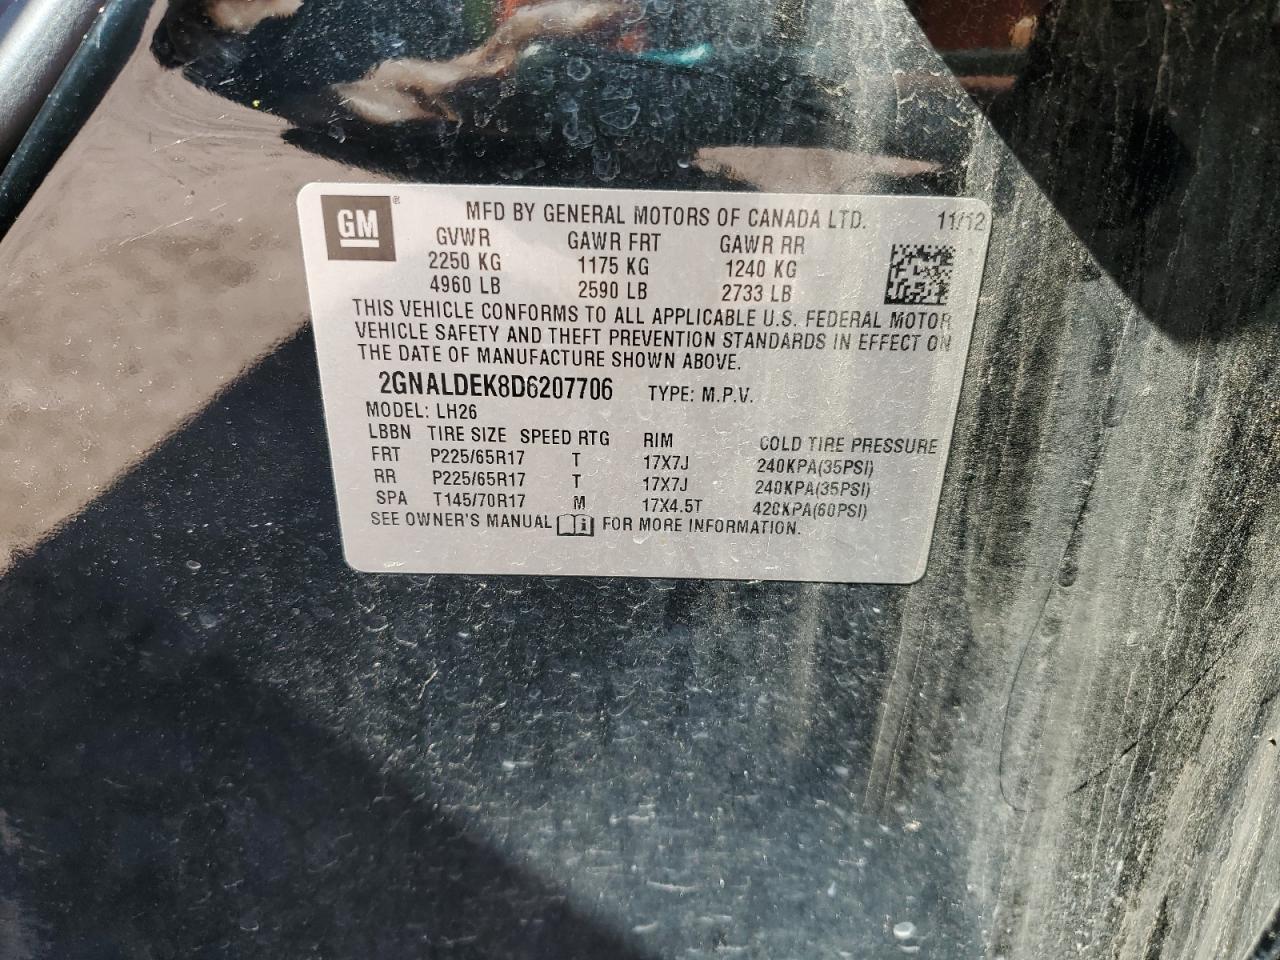 GM ® MFD BY GENERAL MOTORS OF CANADA LTD. 11/12
GVWR GAWR FRT GAWR RR
2250 KG 1175 KG 1240 KG
4960 LB 2590 LB 2733 LB
THIS VEHICLE CONFORMS TO ALL APPLICABLE U.S. FEDERAL MOTOR
VEHICLE SAFETY AND THEFT PREVENTION STANDARDS IN EFFECT ON
THE DATE OF MANUFACTURE SHOWN ABOVE.
2GNALDEK8D6207706 TYPE: M.P.V.
MODEL: LH26
LBBN TIRE SIZE SPEED RTG RIM COLD TIRE PRESSURE
FRT P225/65R17 T 17X7J 240KPA(35PSI)
RR P225/65R17 T 17X7J 240KPA(35PSI)
SPA T145/70R17 M 17X4.5T 420KPA(60PSI)
SEE OWNER'S MANUAL i FOR MORE INFORMATION.